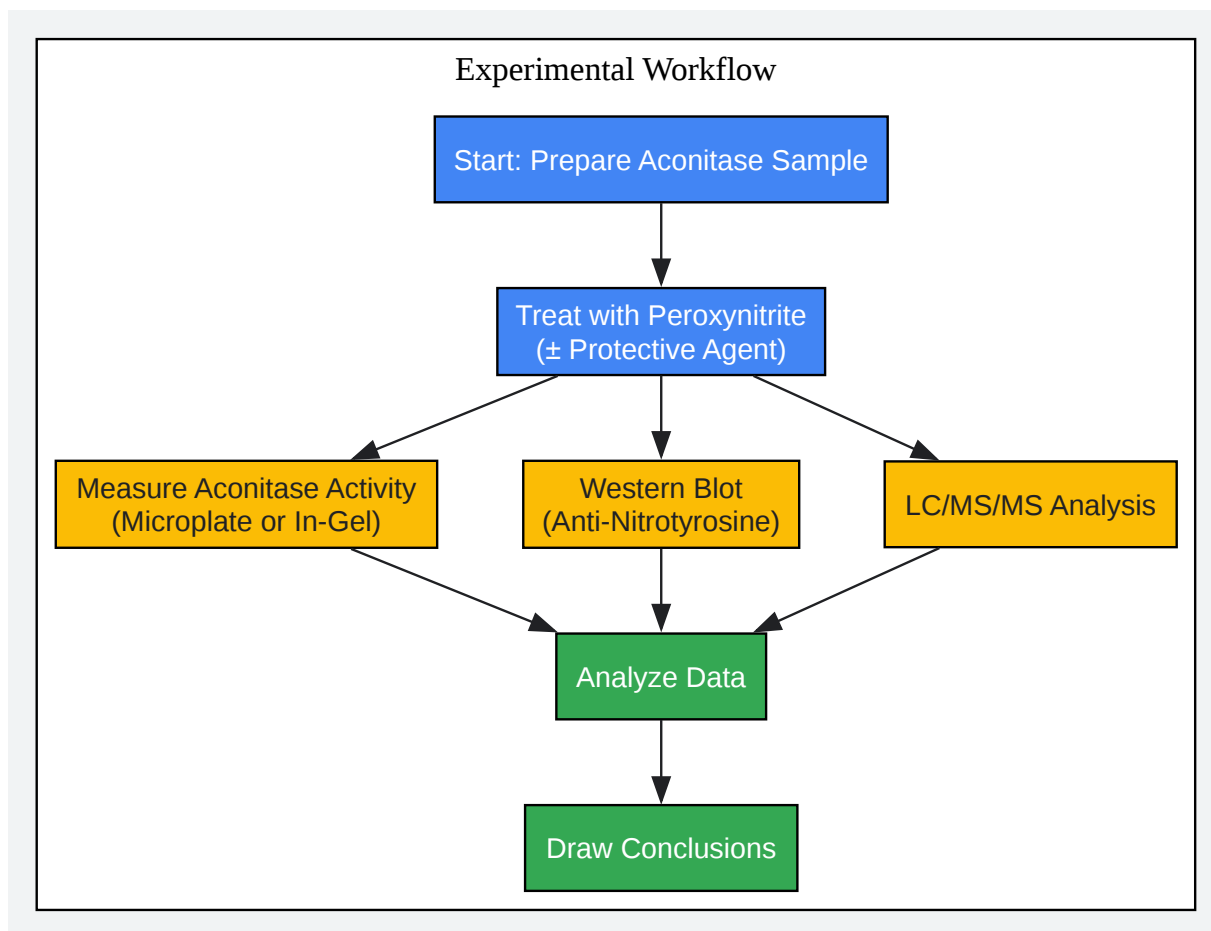 Experimental Workflow
Start: Prepare Aconitase Sample
Treat with Peroxynitrite
(± Protective Agent)
Measure Aconitase Activity
(Microplate or In-Gel)
Western Blot
(Anti-Nitrotyrosine)
LC/MS/MS Analysis
Analyze Data
Draw Conclusions